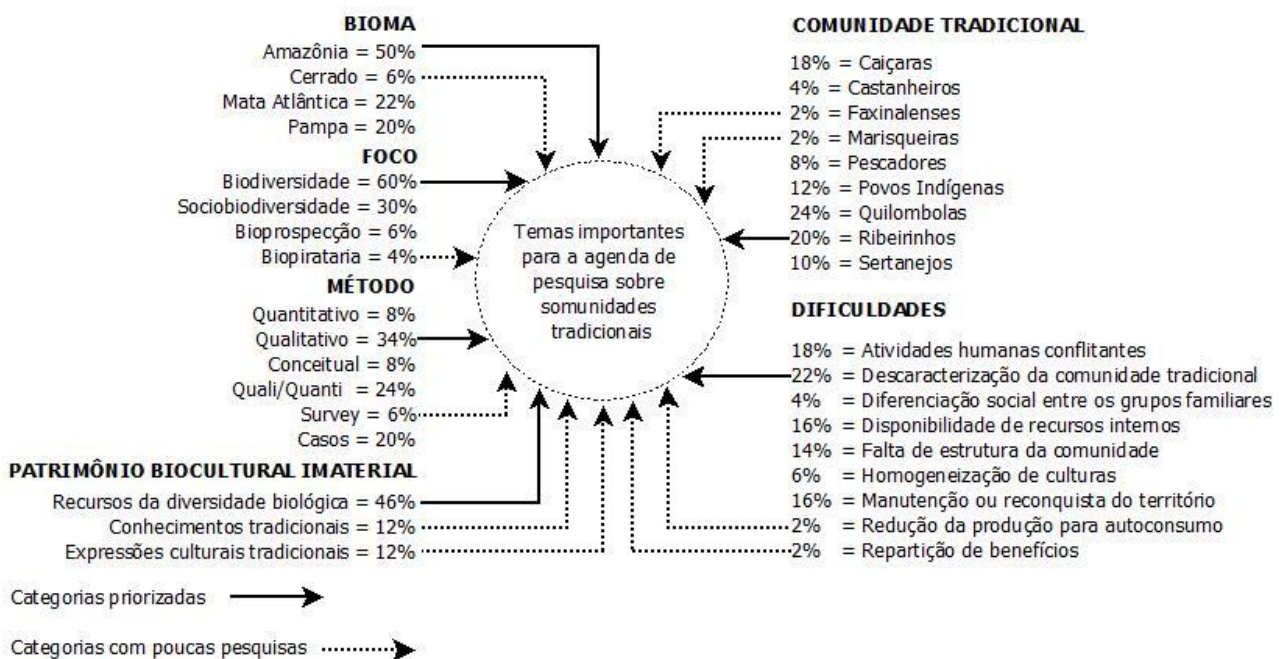 BIOMA
Amazônia = 50%
Cerrado = 6%
Mata Atlântica = 22%
Pampa = 20%
FOCO
Biodiversidade = 60%
Sociobiodiversidade = 30%
Bioprospecção = 6%
Biopirataria = 4%
MÉTODO
Quantitativo = 8%
Qualitativo = 34%
Conceitual = 8%
Quali/Quanti = 24%
Survey = 6%
Casos = 20%
PATRIMÔNIO BIOCULTURAL IMATERIAL
Recursos da diversidade biológica = 46%
Conhecimentos tradicionais = 12%
Expressões culturais tradicionais = 12%
Temas importantes
para a agenda de
pesquisa sobre
somunidades
tradicionais
COMUNIDADE TRADICIONAL
18% = Caiçaras
4% = Castanheiros
2% = Faxinalenses
2% = Marisqueiras
8% = Pescadores
12% = Povos Indígenas
24% = Quilombolas
20% = Ribeirinhos
10% = Sertanejos
DIFICULDADES
18% = Atividades humanas conflitantes
22% = Descaracterização da comunidade tradicional
4% = Diferenciação social entre os grupos familiares
16% = Disponibilidade de recursos internos
14% = Falta de estrutura da comunidade
6% = Homogeneização de culturas
16% = Manutenção ou reconquista do território
2% = Redução da produção para autoconsumo
2% = Repartição de benefícios
Categorias priorizadas
Categorias com poucas pesquisas